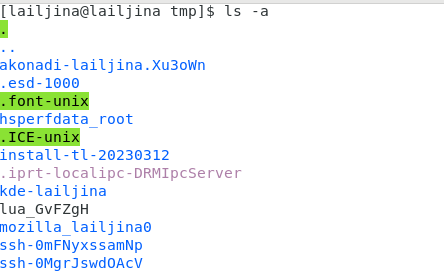 [lailjina@lailjina tmp]$ ls -a
.
..
akonadi-lailjina.Xu3oWn
.esd-1000
.font-unix
hsperfdata_root
.ICE-unix
install-tl-20230312
.iprt-localipc-DRMIpcServer
kde-lailjina
lua_GvFZgH
mozilla_lailjina0
ssh-0mFNyxssamNp
ssh-0MgrJswdOAcV